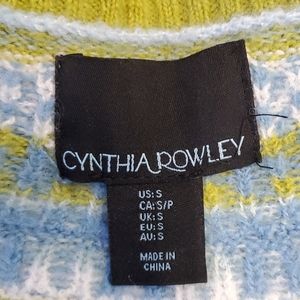 CYNTHIA ROWLEY
US: S
CA: S/P
UK: S
EU: S
AU: S
MADE IN
CHINA